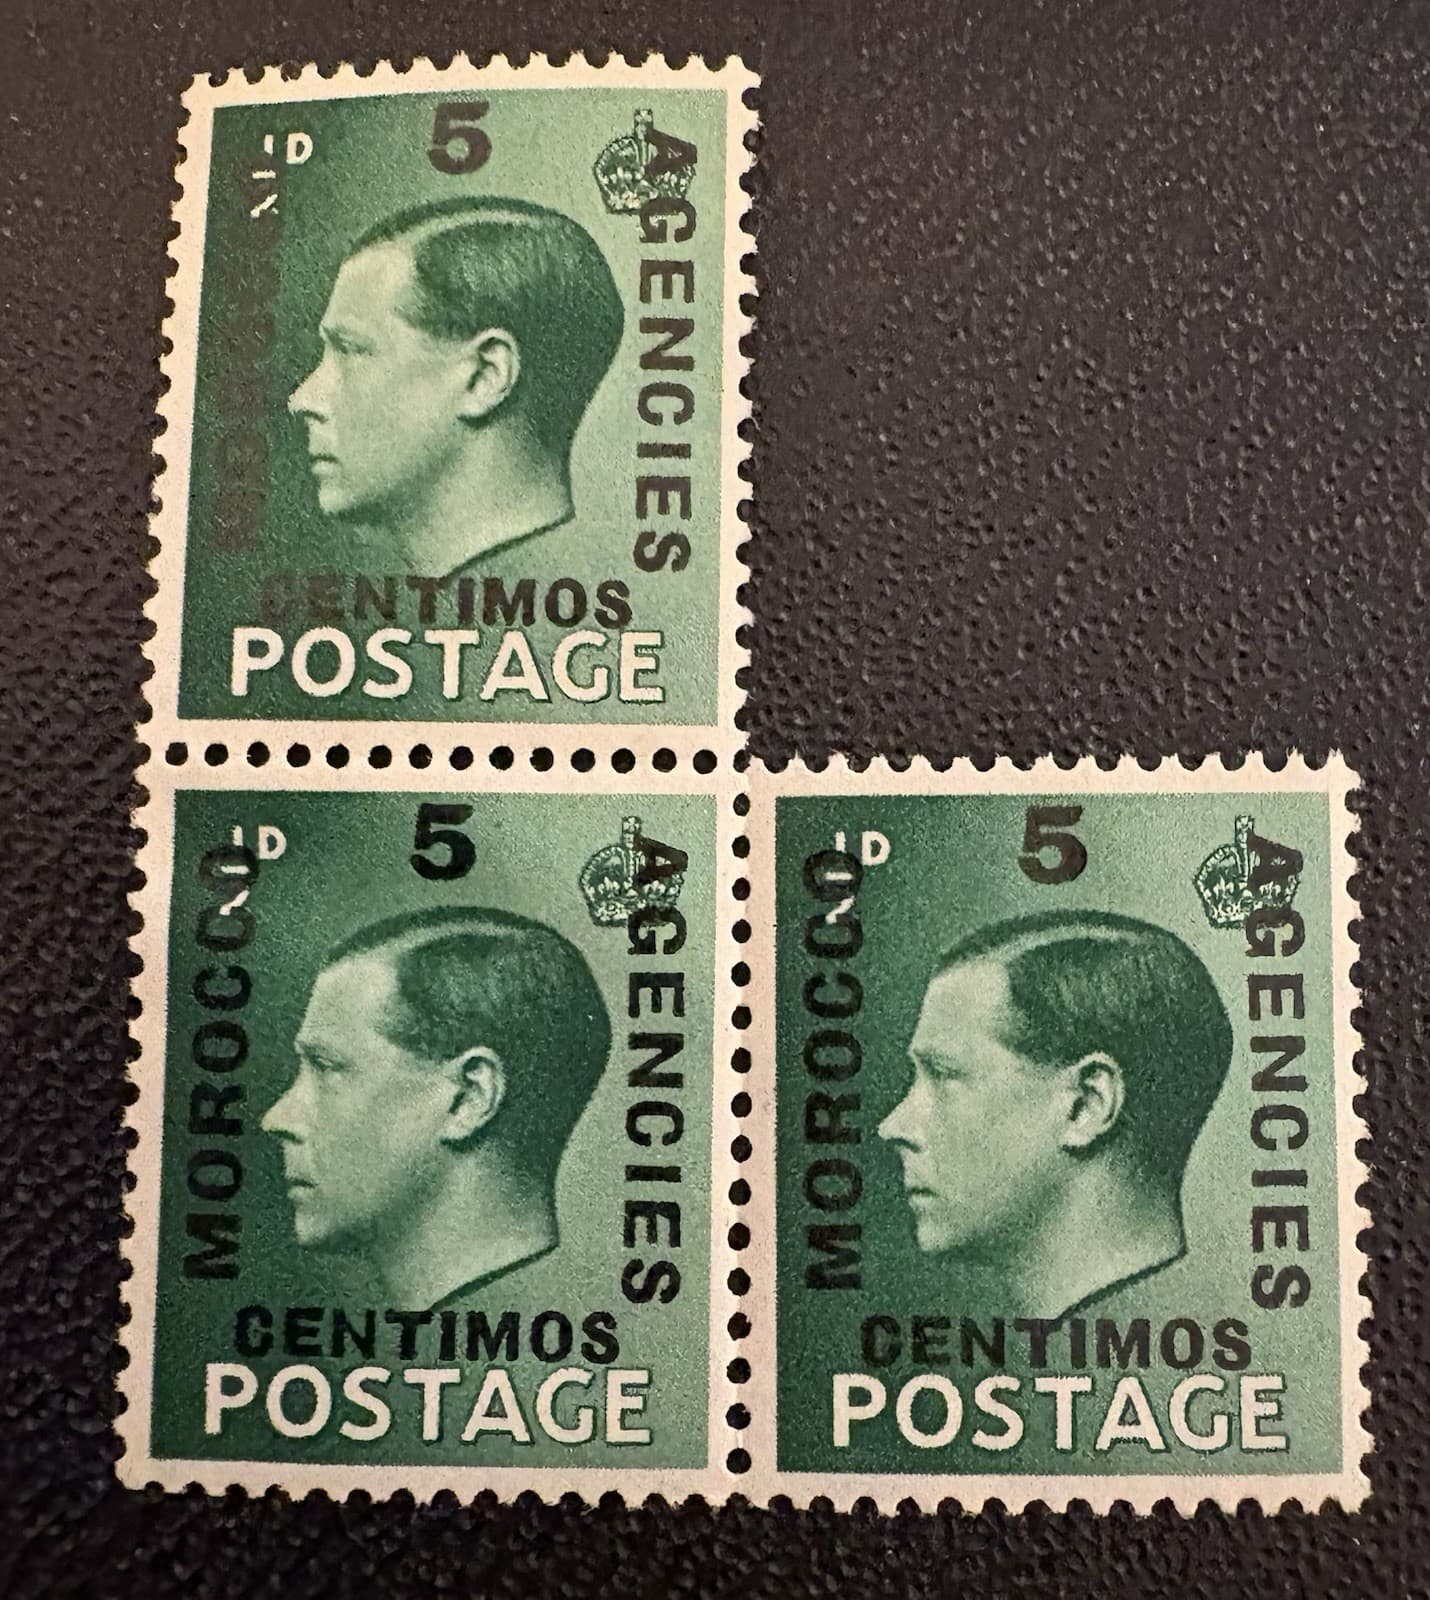 ½D
5
MOROCCO
AGENCIES
CENTIMOS
POSTAGE
½D
5
MOROCCO
AGENCIES
CENTIMOS
POSTAGE
½D
5
MOROCCO
AGENCIES
CENTIMOS
POSTAGE